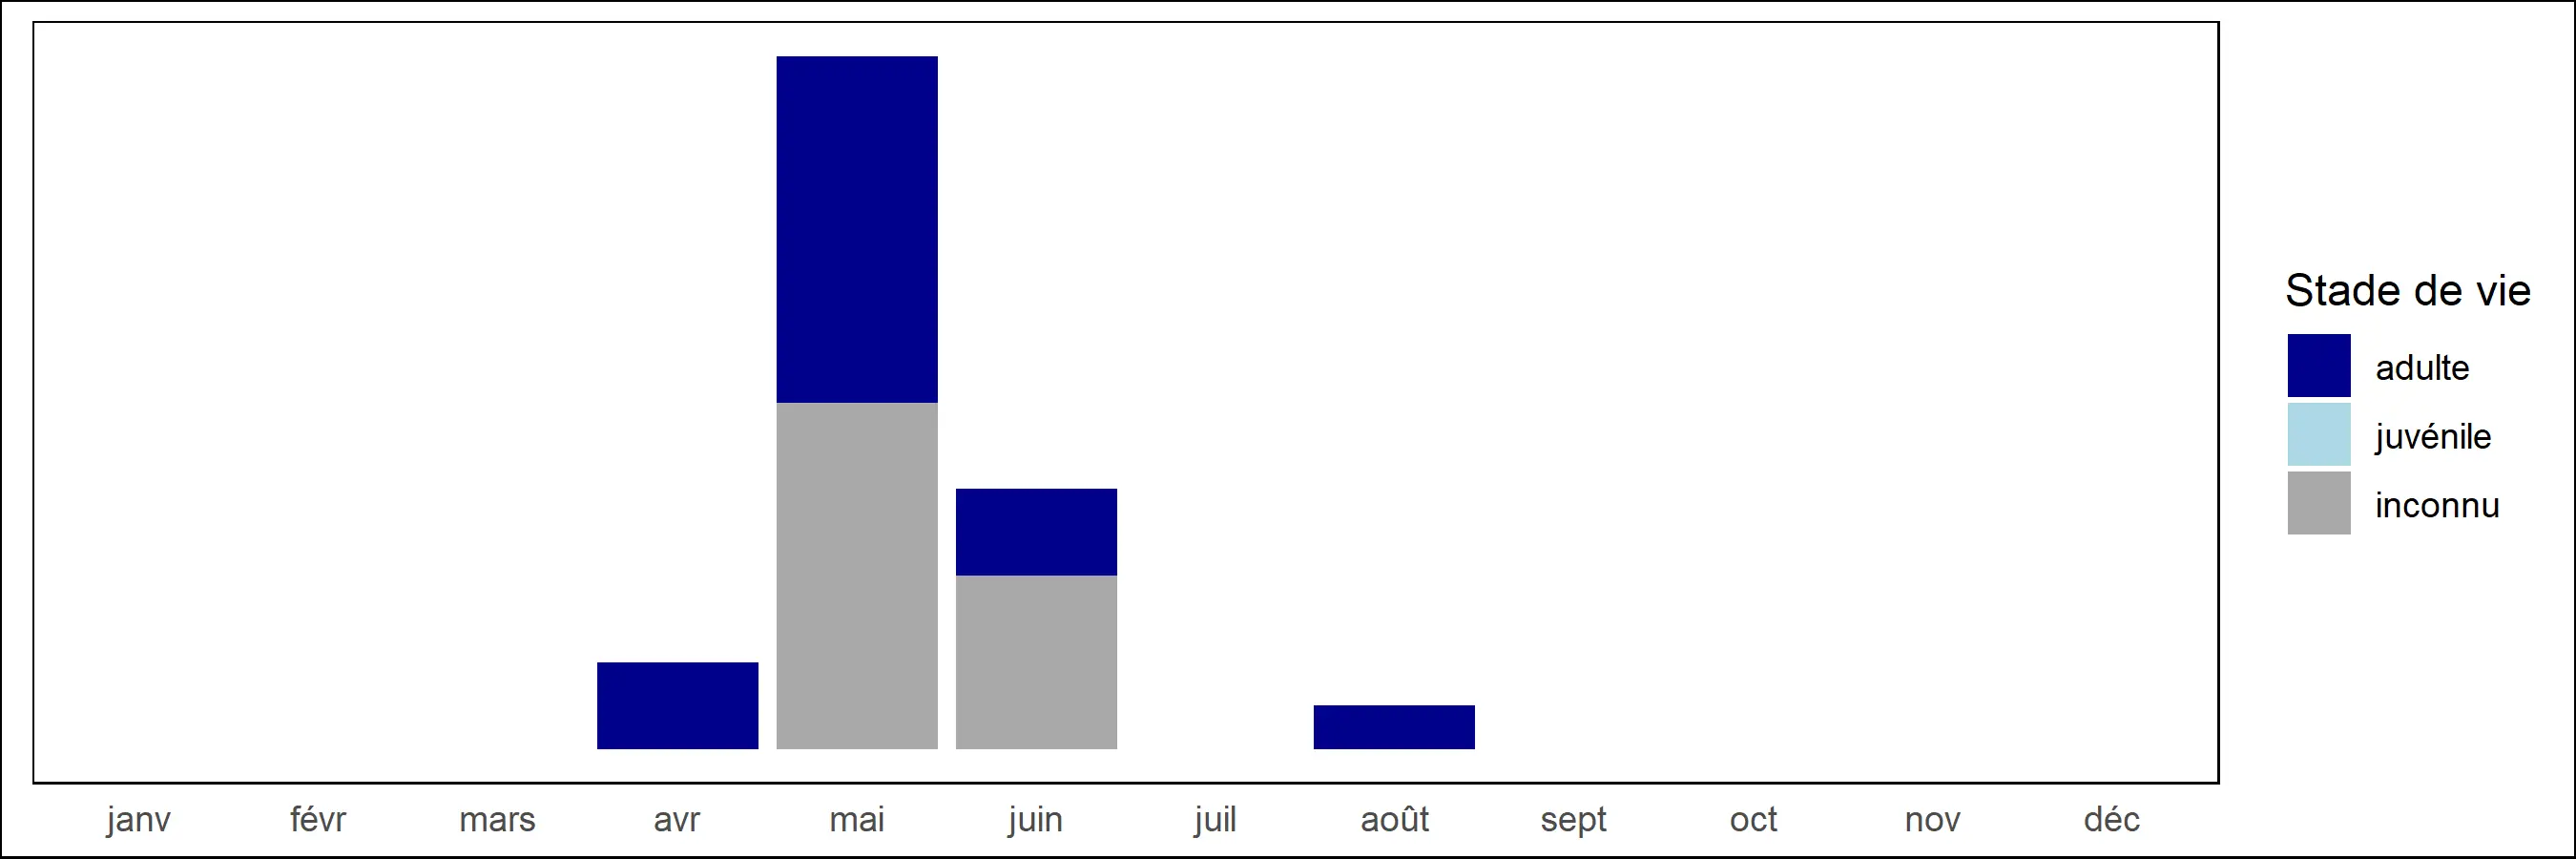 Stade de vie
adulte
juvénile
inconnu
janv févr mars avr mai juin juil août sept oct nov déc